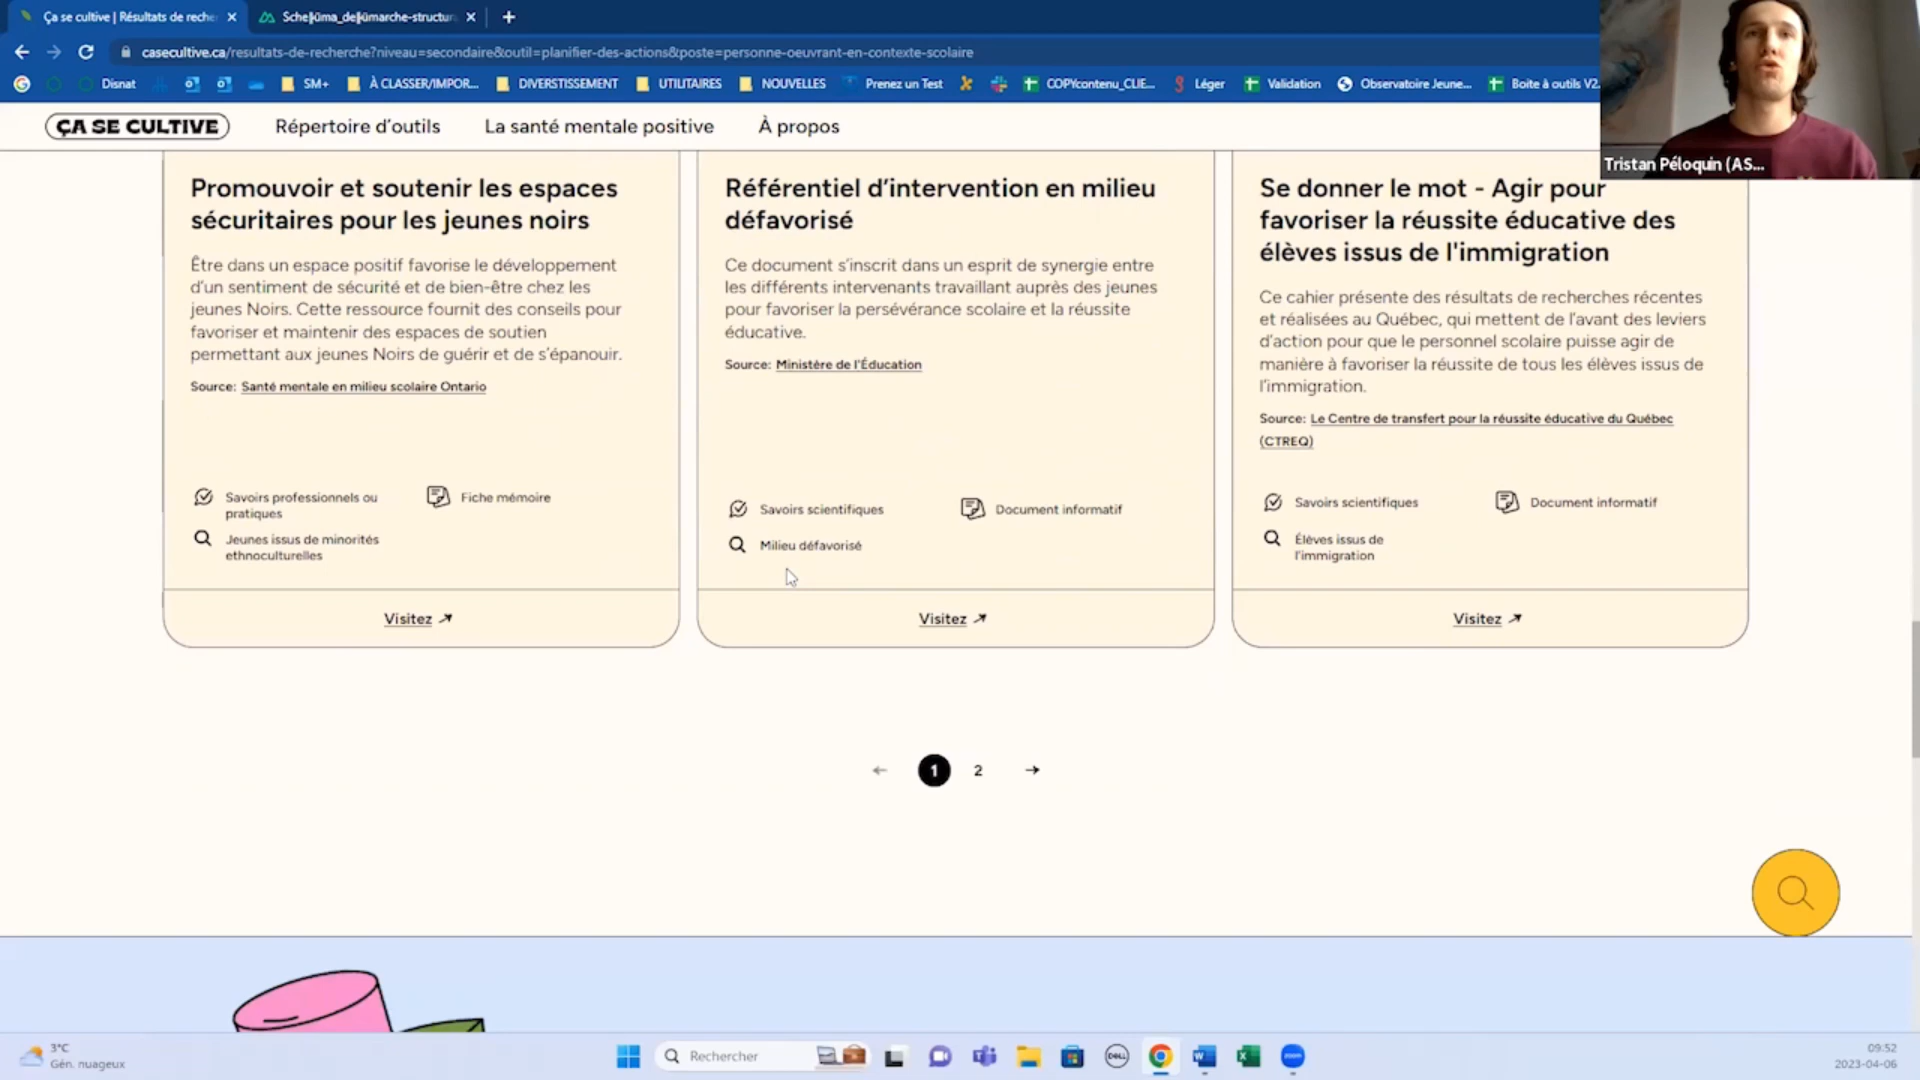 Ça se cultive | Résultats de reche
casecultive.ca/resultats-de-recherche?niveau=secondaire&outil=planifier-des-actions&poste=personne-oeuvrant-en-contexte-scolaire
Disnat
SM+
À CLASSER/IMPOR...
DIVERSTISSEMENT
UTILITAIRES
NOUVELLES
Prenez un Test
COPYcontenu_CLIE...
Léger
Validation
Observatoire Jeune...
Boite à outils V2.
Tristan Péloquin (AS...
ÇA SE CULTIVE
Répertoire d'outils
La santé mentale positive
À propos
Promouvoir et soutenir les espaces
sécuritaires pour les jeunes noirs
Être dans un espace positif favorise le développement
d'un sentiment de sécurité et de bien-être chez les
jeunes Noirs. Cette ressource fournit des conseils pour
favoriser et maintenir des espaces de soutien
permettant aux jeunes Noirs de guérir et de s'épanouir.
Source: Santé mentale en milieu scolaire Ontario
Savoirs professionnels ou
pratiques
Fiche mémoire
Jeunes issus de minorités
ethnoculturelles
Visitez
Référentiel d'intervention en milieu
défavorisé
Ce document s'inscrit dans un esprit de synergie entre
les différents intervenants travaillant auprès des jeunes
pour favoriser la persévérance scolaire et la réussite
éducative.
Source: Ministère de l'Éducation
Savoirs scientifiques
Document informatif
Milieu défavorisé
Visitez
Se donner le mot - Agir pour
favoriser la réussite éducative des
élèves issus de l'immigration
Ce cahier présente des résultats de recherches récentes
et réalisées au Québec, qui mettent de l'avant des leviers
d'action pour que le personnel scolaire puisse agir de
manière à favoriser la réussite de tous les élèves issus de
l'immigration.
Source: Le Centre de transfert pour la réussite éducative du Québec
(CTREQ)
Savoirs scientifiques
Document informatif
Élèves issus de
l'immigration
Visitez
1 2
3°C
Gén. nuageux
Rechercher
DELL
zoom
09:52
2023-04-06